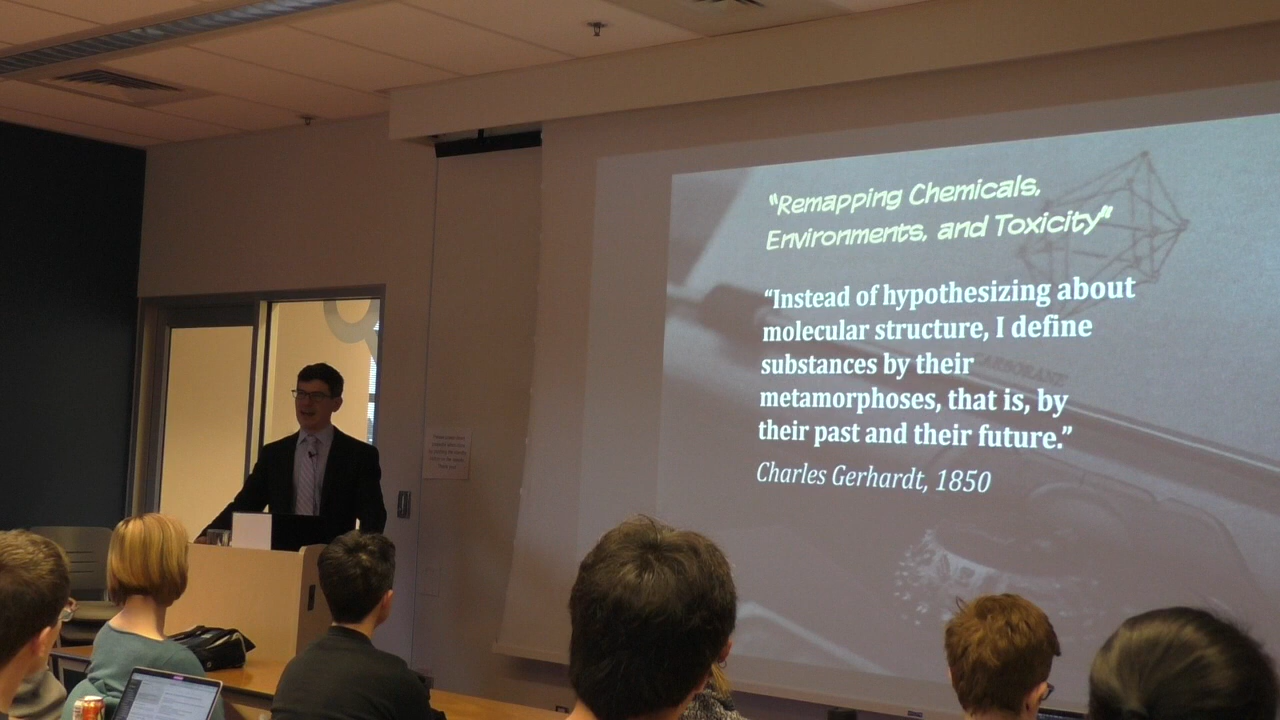 "Remapping Chemicals,
Environments, and Toxicity"
"Instead of hypothesizing about
molecular structure, I define
substances by their
metamorphoses, that is, by
their past and their future."
Charles Gerhardt, 1850
CARBORANE